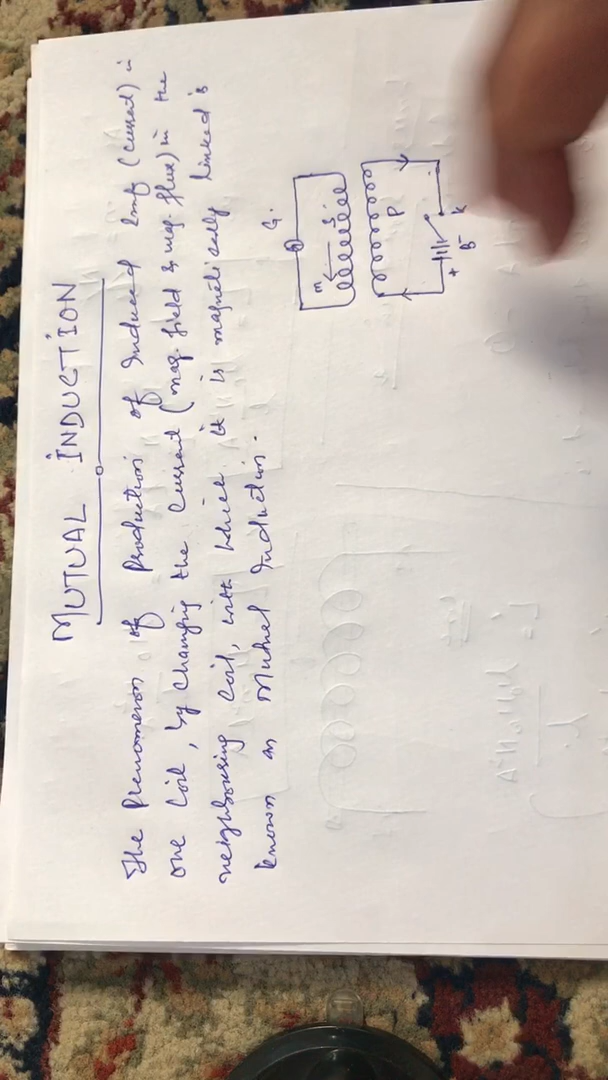 MUTUAL INDUCTION
The Phenomenon of Production of Induced Emf (current) in
one Coil, by changing the current (mag. field & mag. flux) in the
neighbouring Coil, with which it is magnetically linked is
known as Mutual Induction.
G.
m S
P
+ B-
K